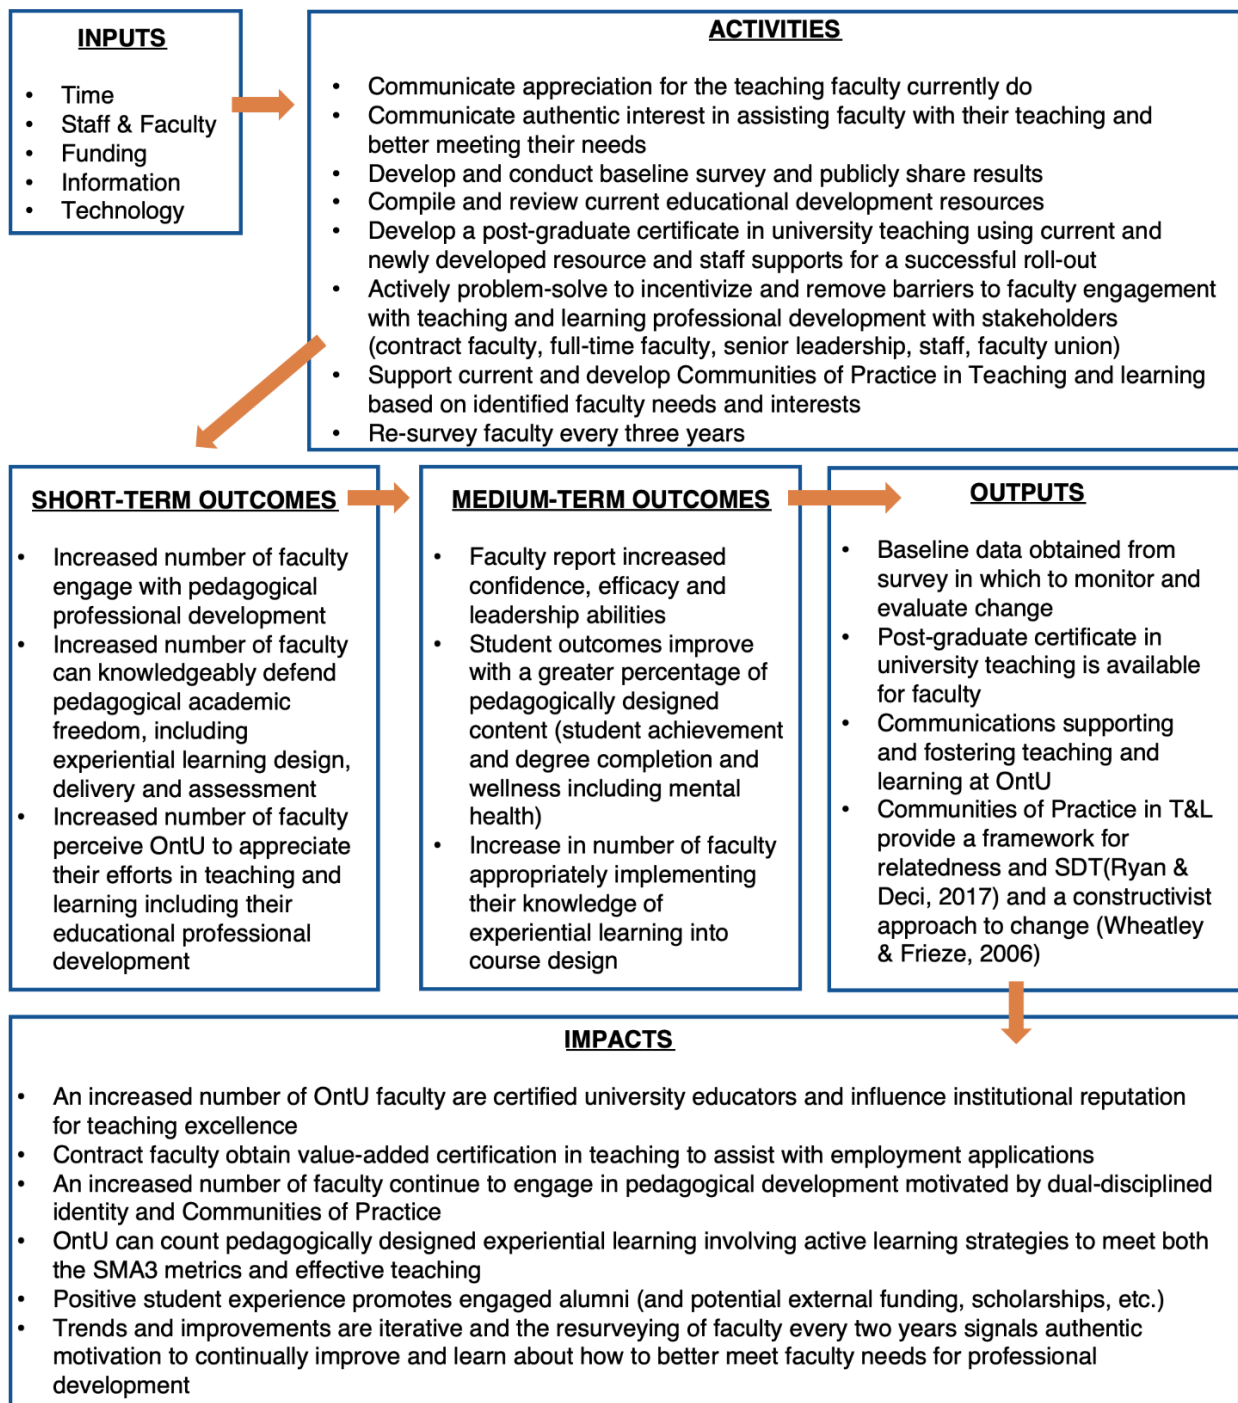 INPUTS
• Time
• Staff & Faculty
• Funding
• Information
• Technology
ACTIVITIES
• Communicate appreciation for the teaching faculty currently do
• Communicate authentic interest in assisting faculty with their teaching and
better meeting their needs
• Develop and conduct baseline survey and publicly share results
• Compile and review current educational development resources
• Develop a post-graduate certificate in university teaching using current and
newly developed resource and staff supports for a successful roll-out
• Actively problem-solve to incentivize and remove barriers to faculty engagement
with teaching and learning professional development with stakeholders
(contract faculty, full-time faculty, senior leadership, staff, faculty union)
• Support current and develop Communities of Practice in Teaching and learning
based on identified faculty needs and interests
• Re-survey faculty every three years
SHORT-TERM OUTCOMES
• Increased number of faculty
engage with pedagogical
professional development
• Increased number of faculty
can knowledgeably defend
pedagogical academic
freedom, including
experiential learning design,
delivery and assessment
• Increased number of faculty
perceive OntU to appreciate
their efforts in teaching and
learning including their
educational professional
development
MEDIUM-TERM OUTCOMES
• Faculty report increased
confidence, efficacy and
leadership abilities
• Student outcomes improve
with a greater percentage of
pedagogically designed
content (student achievement
and degree completion and
wellness including mental
health)
• Increase in number of faculty
appropriately implementing
their knowledge of
experiential learning into
course design
OUTPUTS
• Baseline data obtained from
survey in which to monitor and
evaluate change
• Post-graduate certificate in
university teaching is available
for faculty
• Communications supporting
and fostering teaching and
learning at OntU
• Communities of Practice in T&L
provide a framework for
relatedness and SDT(Ryan &
Deci, 2017) and a constructivist
approach to change (Wheatley
& Frieze, 2006)
IMPACTS
• An increased number of OntU faculty are certified university educators and influence institutional reputation
for teaching excellence
• Contract faculty obtain value-added certification in teaching to assist with employment applications
• An increased number of faculty continue to engage in pedagogical development motivated by dual-disciplined
identity and Communities of Practice
• OntU can count pedagogically designed experiential learning involving active learning strategies to meet both
the SMA3 metrics and effective teaching
• Positive student experience promotes engaged alumni (and potential external funding, scholarships, etc.)
• Trends and improvements are iterative and the resurveying of faculty every two years signals authentic
motivation to continually improve and learn about how to better meet faculty needs for professional
development